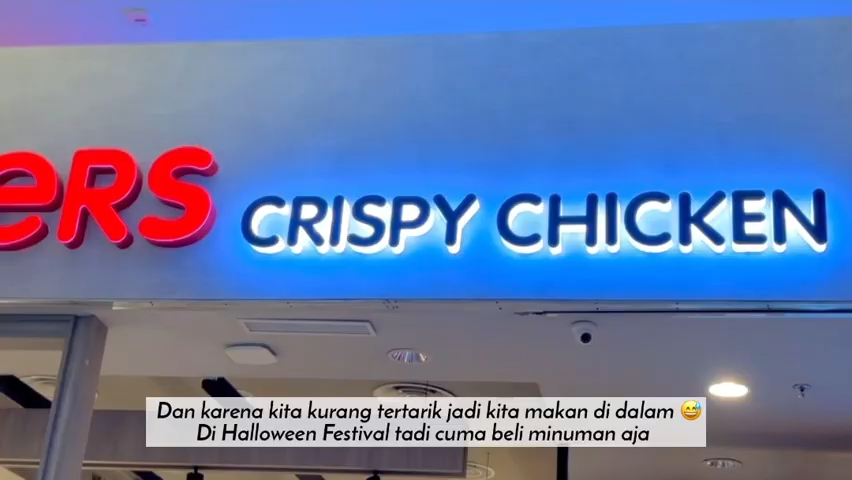 ERS CRISPY CHICKEN
Dan karena kita kurang tertarik jadi kita makan di dalam 😅
Di Halloween Festival tadi cuma beli minuman aja